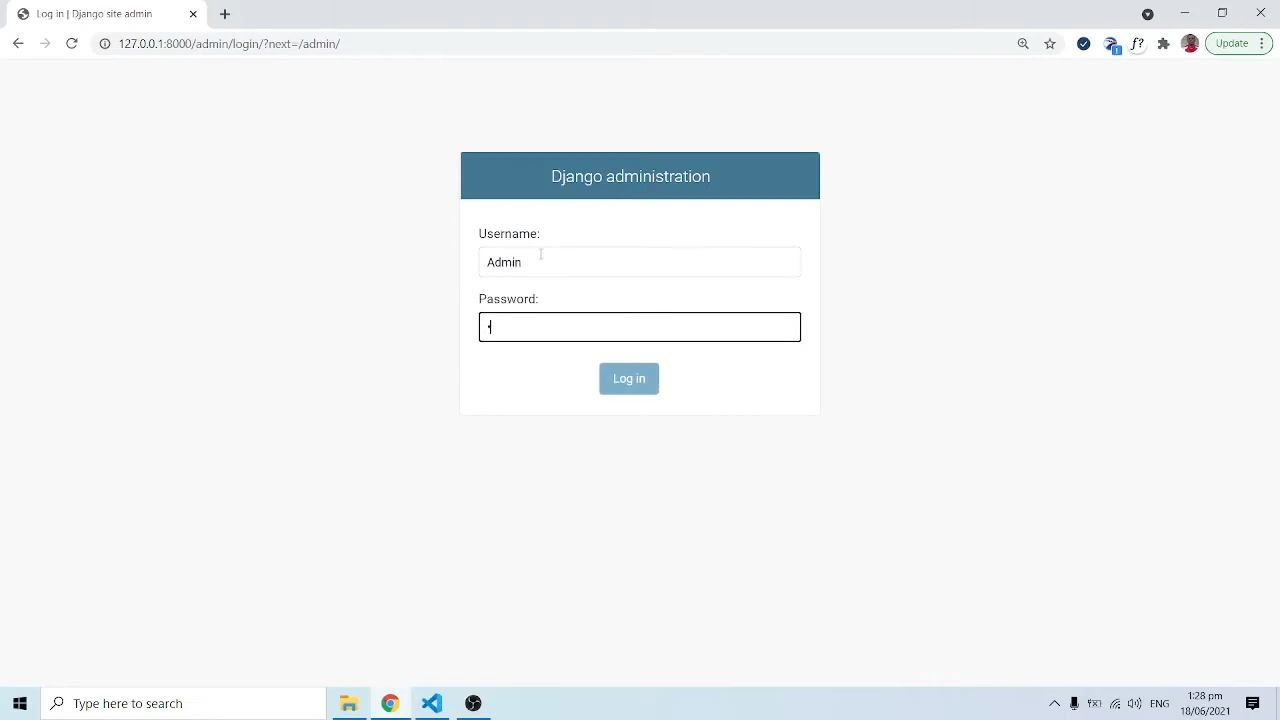 Log in | Django site admin
127.0.0.1:8000/admin/login/?next=/admin/
f?
1
Update
Django administration
Username:
Admin
Password:
Log in
Type here to search
ENG
1:28 pm
18/06/2021